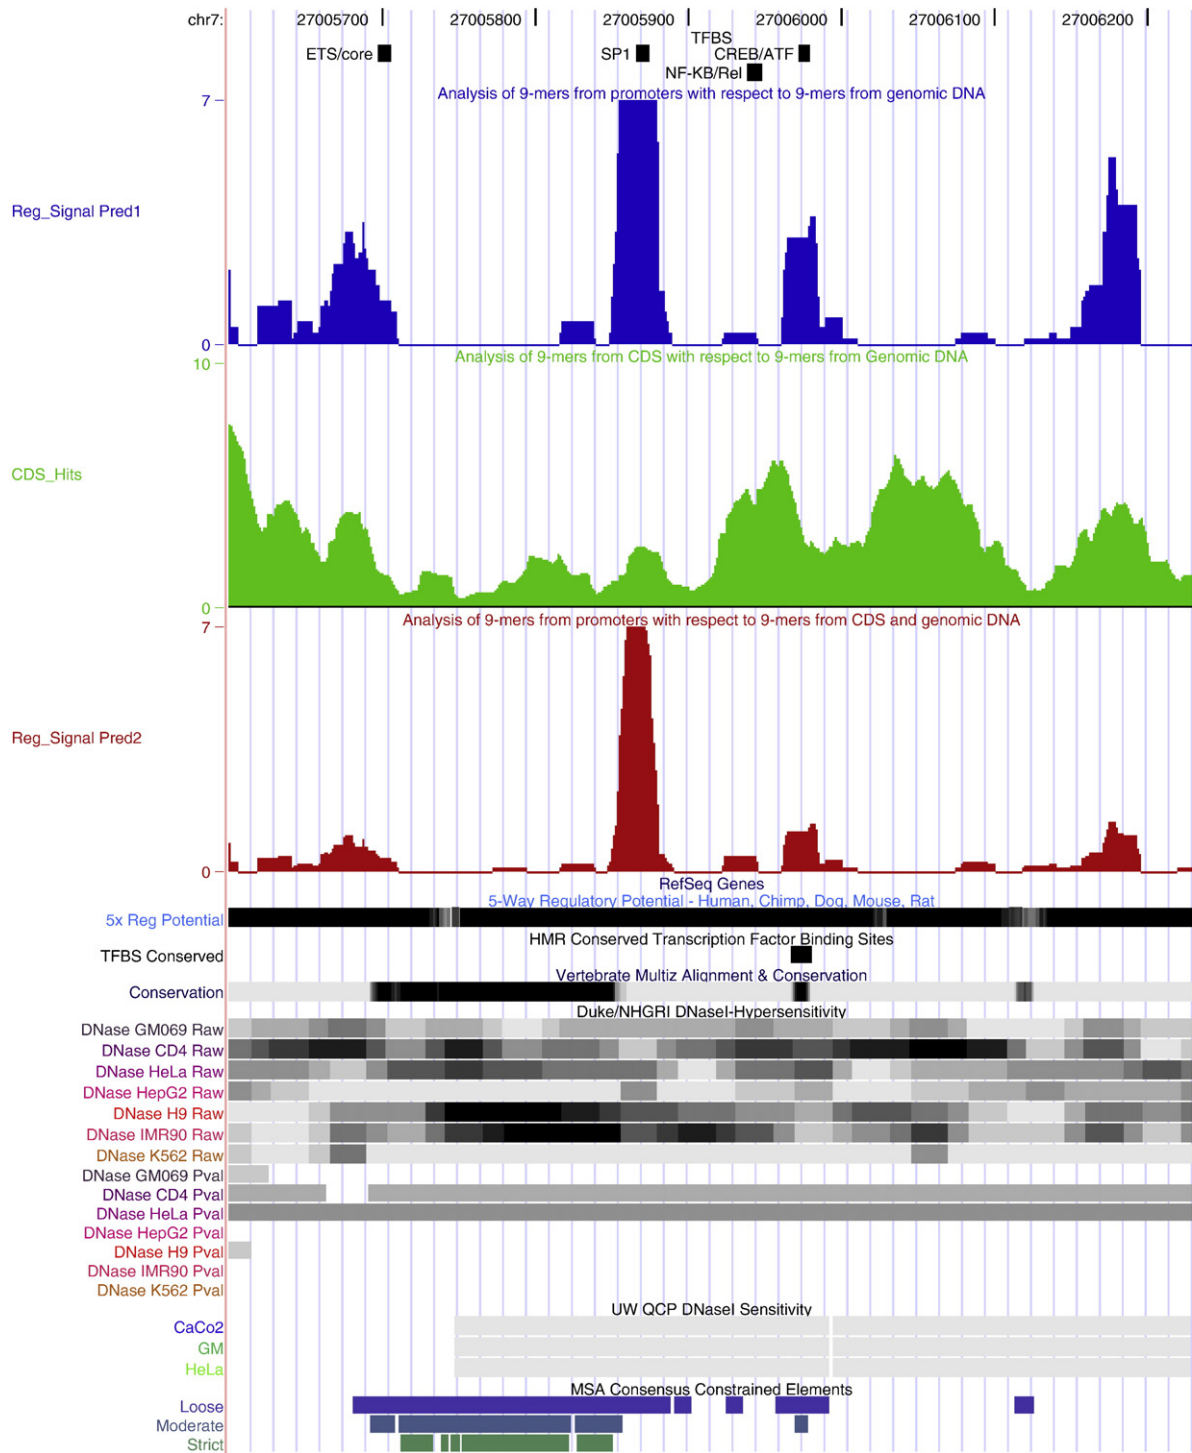 chr7: 27005700 27005800 27005900 27006000 27006100 27006200
TFBS
ETS/core SP1 CREB/ATF
NF-KB/Rel
Analysis of 9-mers from promoters with respect to 9-mers from genomic DNA
7
Reg_Signal Pred1
0
Analysis of 9-mers from CDS with respect to 9-mers from Genomic DNA
10
CDS_Hits
0
Analysis of 9-mers from promoters with respect to 9-mers from CDS and genomic DNA
7
Reg_Signal Pred2
0
RefSeq Genes
5-Way Regulatory Potential - Human, Chimp, Dog, Mouse, Rat
5x Reg Potential
HMR Conserved Transcription Factor Binding Sites
TFBS Conserved
Vertebrate Multiz Alignment & Conservation
Conservation
Duke/NHGRI DNaseI-Hypersensitivity
DNase GM069 Raw
DNase CD4 Raw
DNase HeLa Raw
DNase HepG2 Raw
DNase H9 Raw
DNase IMR90 Raw
DNase K562 Raw
DNase GM069 Pval
DNase CD4 Pval
DNase HeLa Pval
DNase HepG2 Pval
DNase H9 Pval
DNase IMR90 Pval
DNase K562 Pval
UW QCP DNaseI Sensitivity
CaCo2
GM
HeLa
MSA Consensus Constrained Elements
Loose
Moderate
Strict